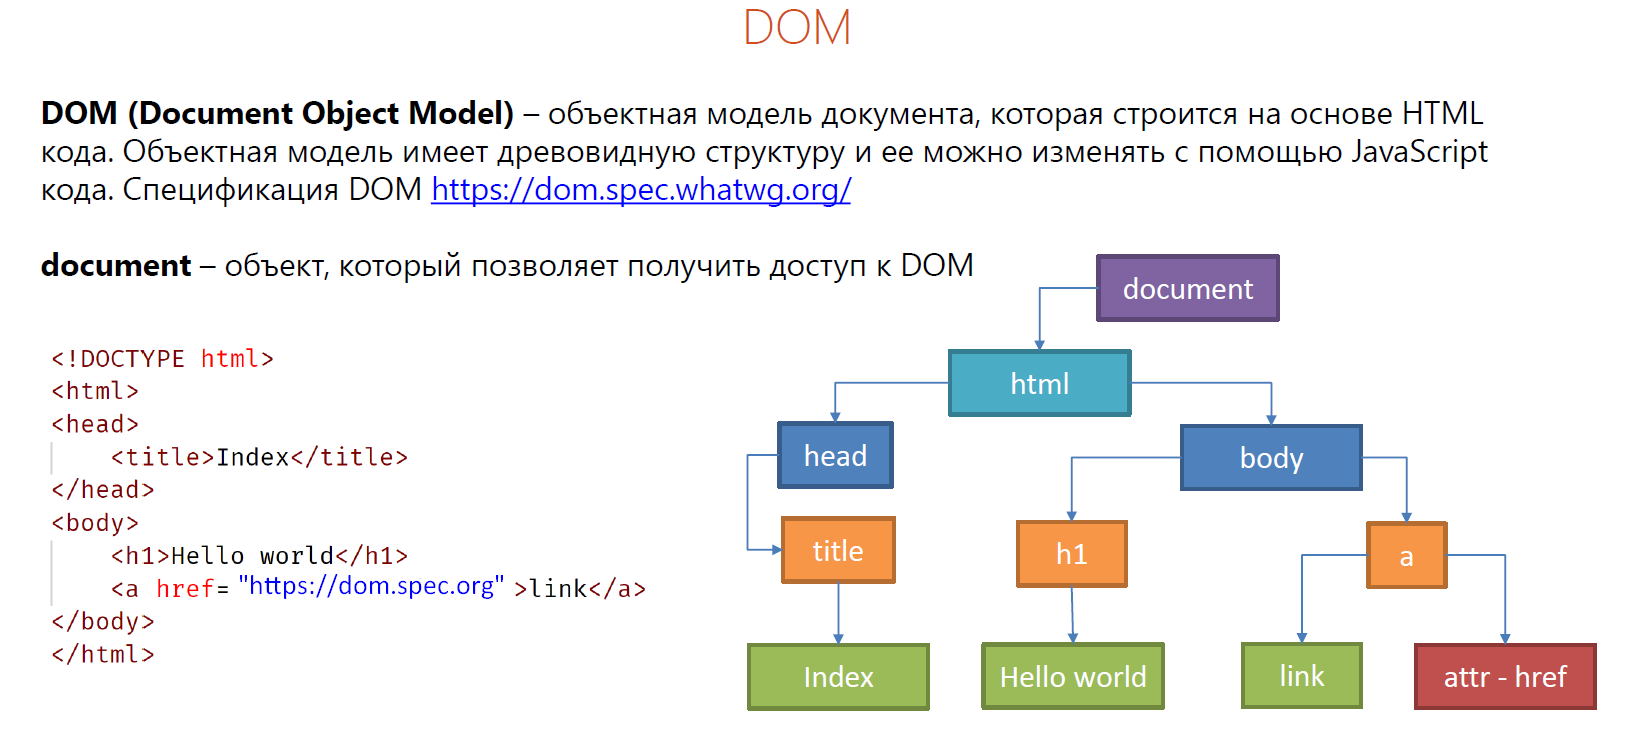 DOM
DOM (Document Object Model) – объектная модель документа, которая строится на основе HTML
кода. Объектная модель имеет древовидную структуру и ее можно изменять с помощью JavaScript
кода. Спецификация DOM https://dom.spec.whatwg.org/
document – объект, который позволяет получить доступ к DOM
<!DOCTYPE html>
<html>
<head>
<title>Index</title>
</head>
<body>
<h1>Hello world</h1>
<a href= "https://dom.spec.org" >link</a>
</body>
</html>
document
html
head
body
title
h1
a
Index
Hello world
link
attr - href